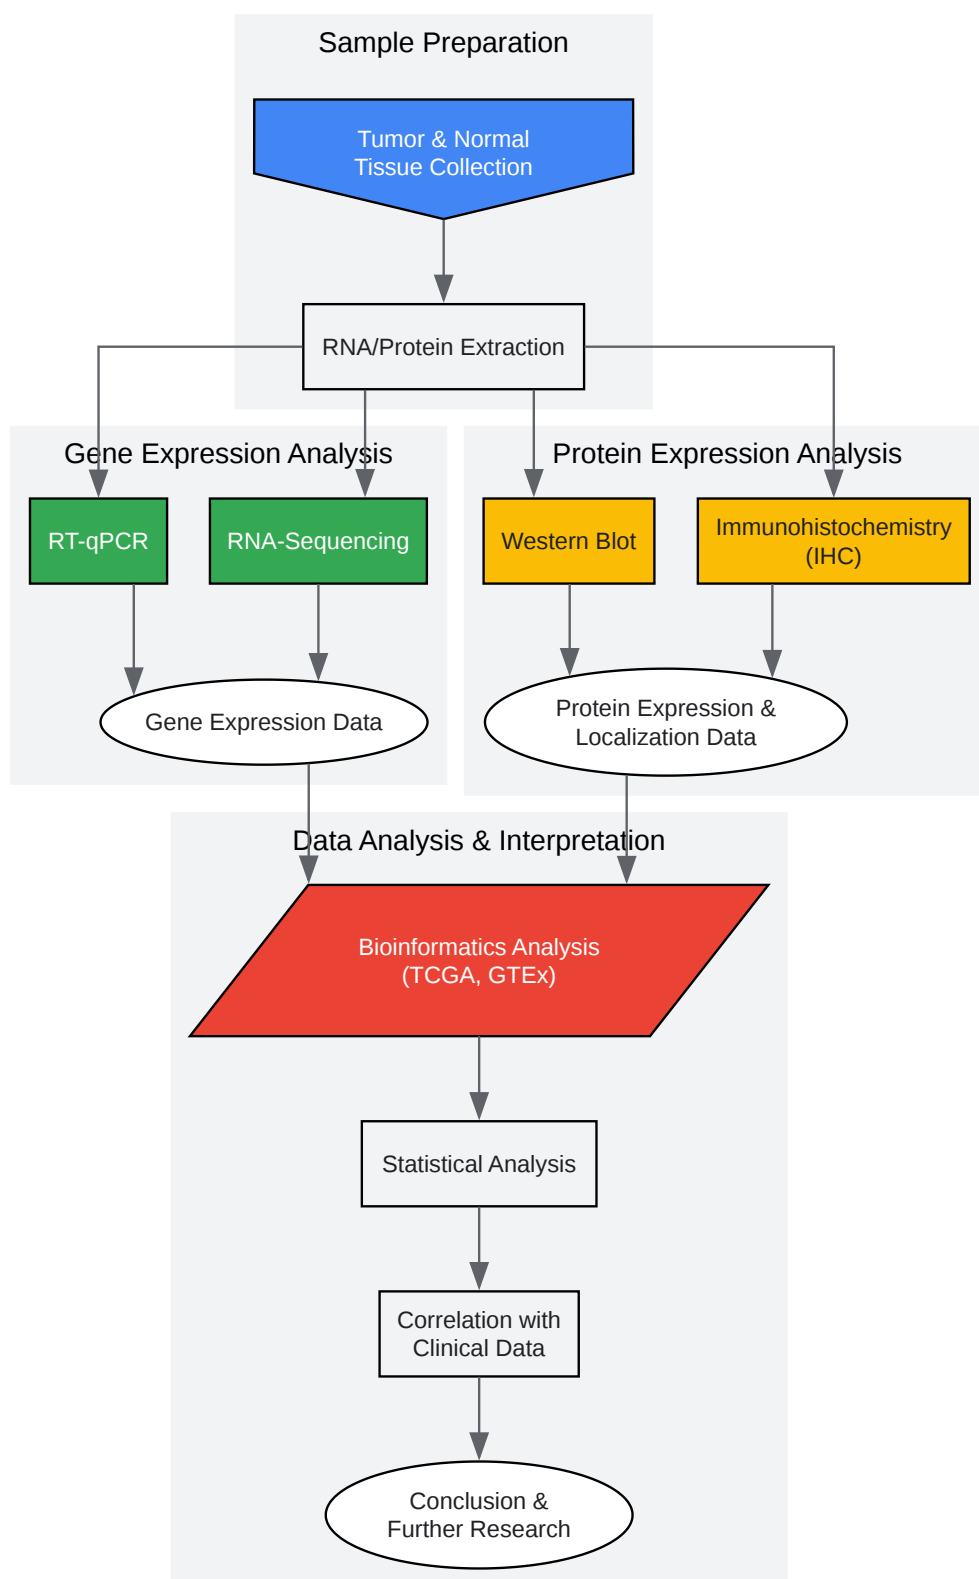 Sample Preparation
Tumor & Normal
Tissue Collection
RNA/Protein Extraction
Gene Expression Analysis
Protein Expression Analysis
RT-qPCR
RNA-Sequencing
Western Blot
Immunohistochemistry
(IHC)
Gene Expression Data
Protein Expression &
Localization Data
Data Analysis & Interpretation
Bioinformatics Analysis
(TCGA, GTEx)
Statistical Analysis
Correlation with
Clinical Data
Conclusion &
Further Research